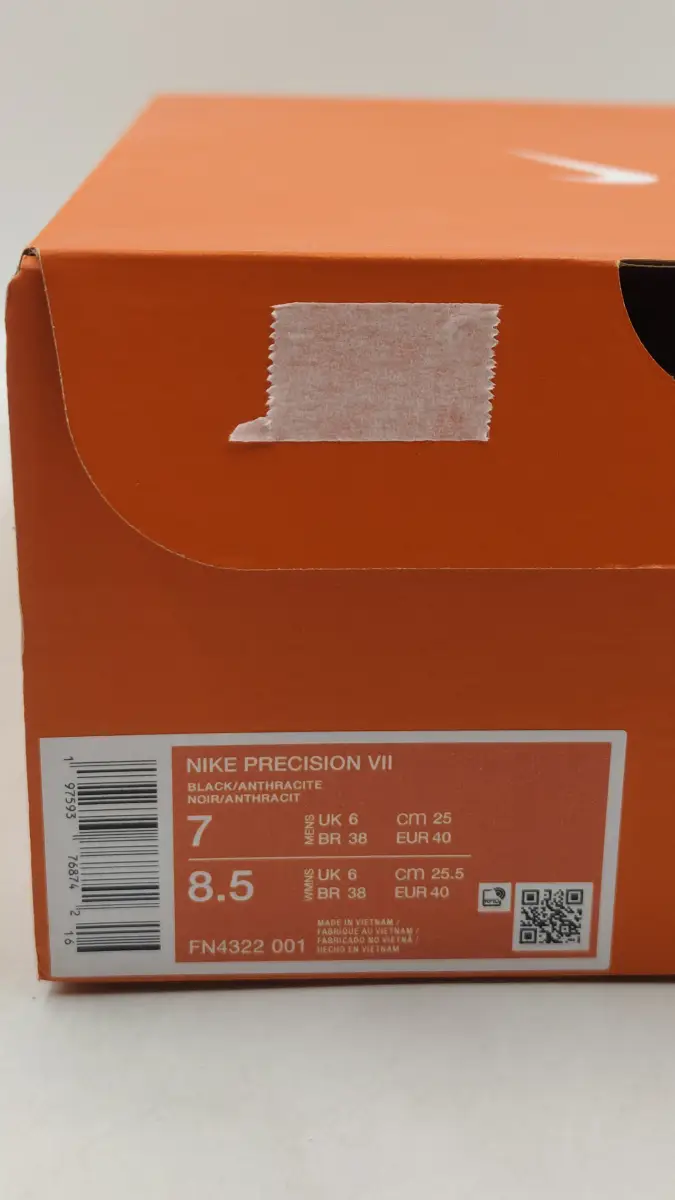 NIKE PRECISION VII
BLACK/ANTHRACITE
NOIR/ANTHRACIT
7 MENS UK 6 cm 25
BR 38 EUR 40
8.5 WMNS UK 6 cm 25.5
BR 38 EUR 40
FN4322 001
MADE IN VIETNAM /
FABRIQUE AU VIETNAM /
FABRICADO NO VIETNÃ /
HECHO EN VIETNAM
1 97593 76874 2 16